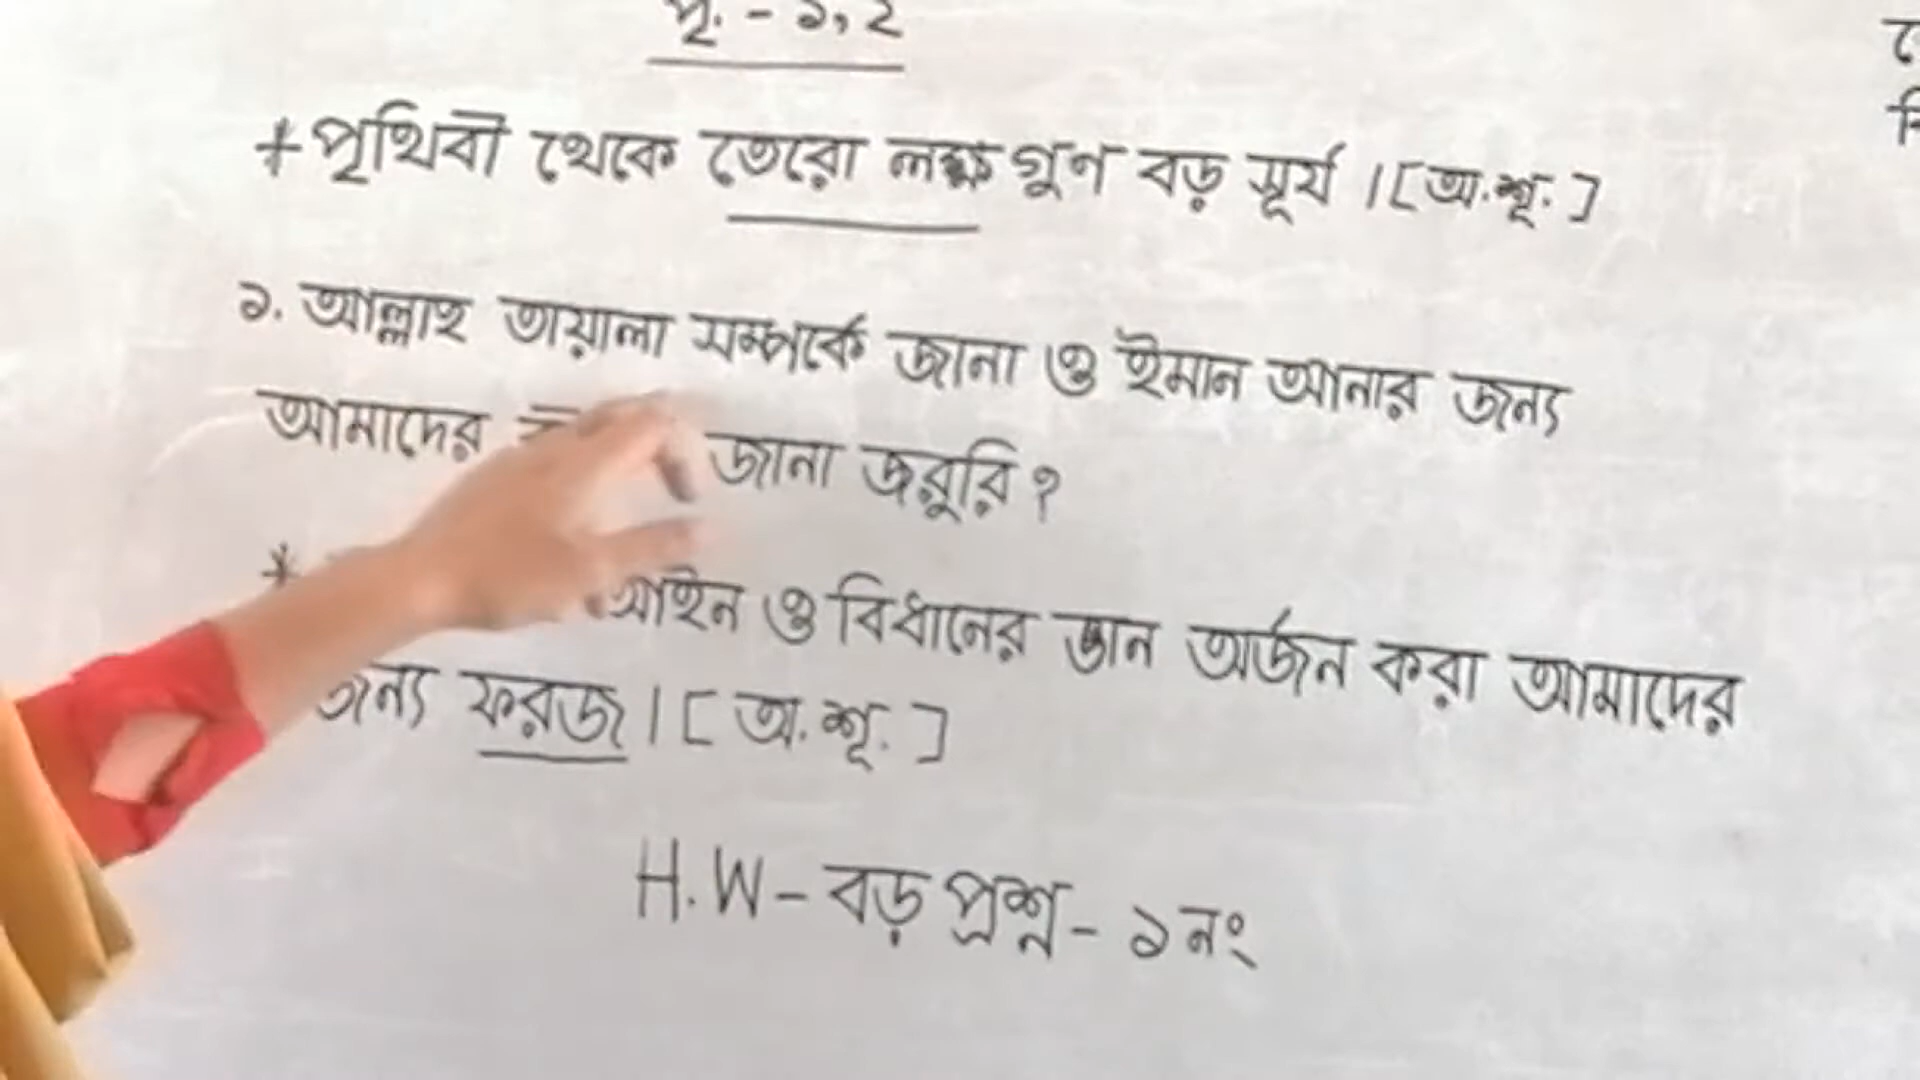 পৃ. - ১, ২
* পৃথিবী থেকে তেরো লক্ষ গুণ বড় সূর্য। [অ.শূ.]
১. আল্লাহ তায়ালা সম্পর্কে জানা ও ইমান আনার জন্য
আমাদের জানা জরুরি?
* আইন ও বিধানের জ্ঞান অর্জন করা আমাদের
জন্য ফরজ। [অ.শূ.]
H.W - বড় প্রশ্ন - ১ নং